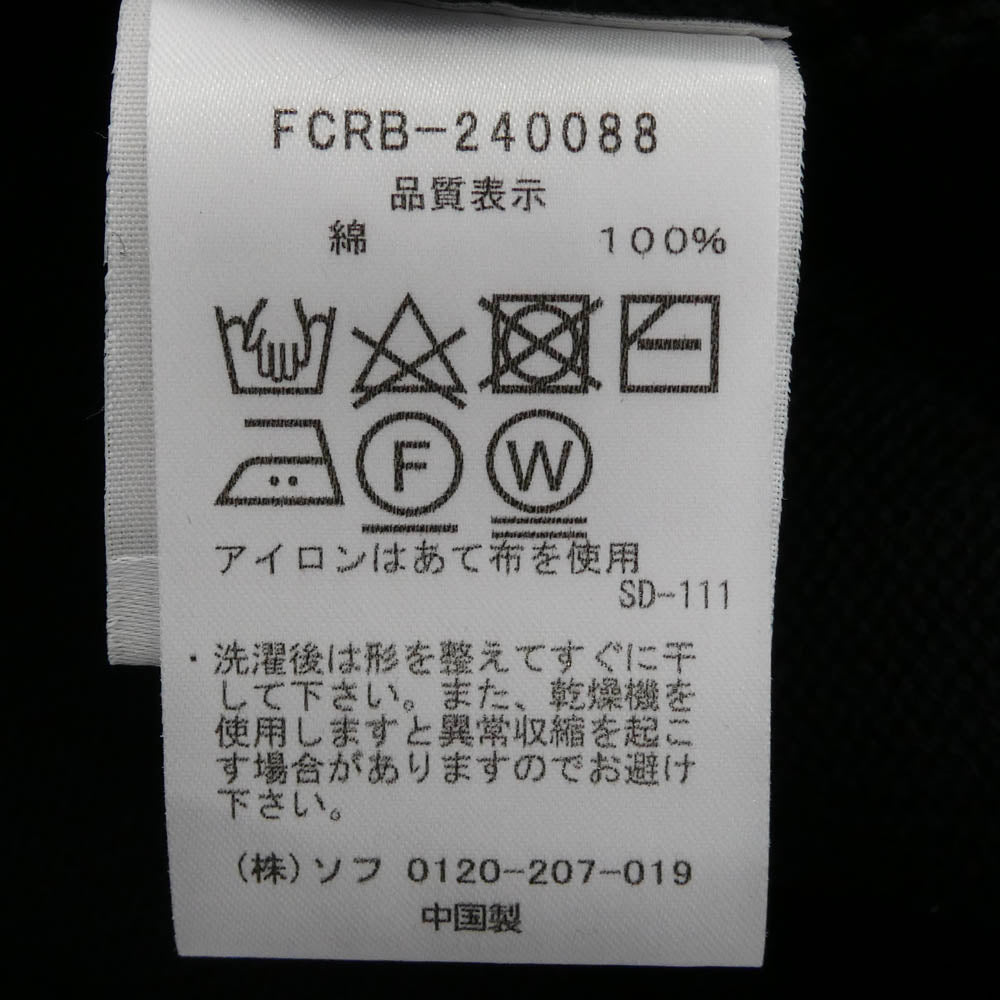 FCRB-240088
品質表示
綿 100%
F W
アイロンはあて布を使用
SD-111
・洗濯後は形を整えてすぐに干
して下さい。また、乾燥機を
使用しますと異常収縮を起こ
す場合がありますのでお避け
下さい。
(株)ソフ 0120-207-019
中国製